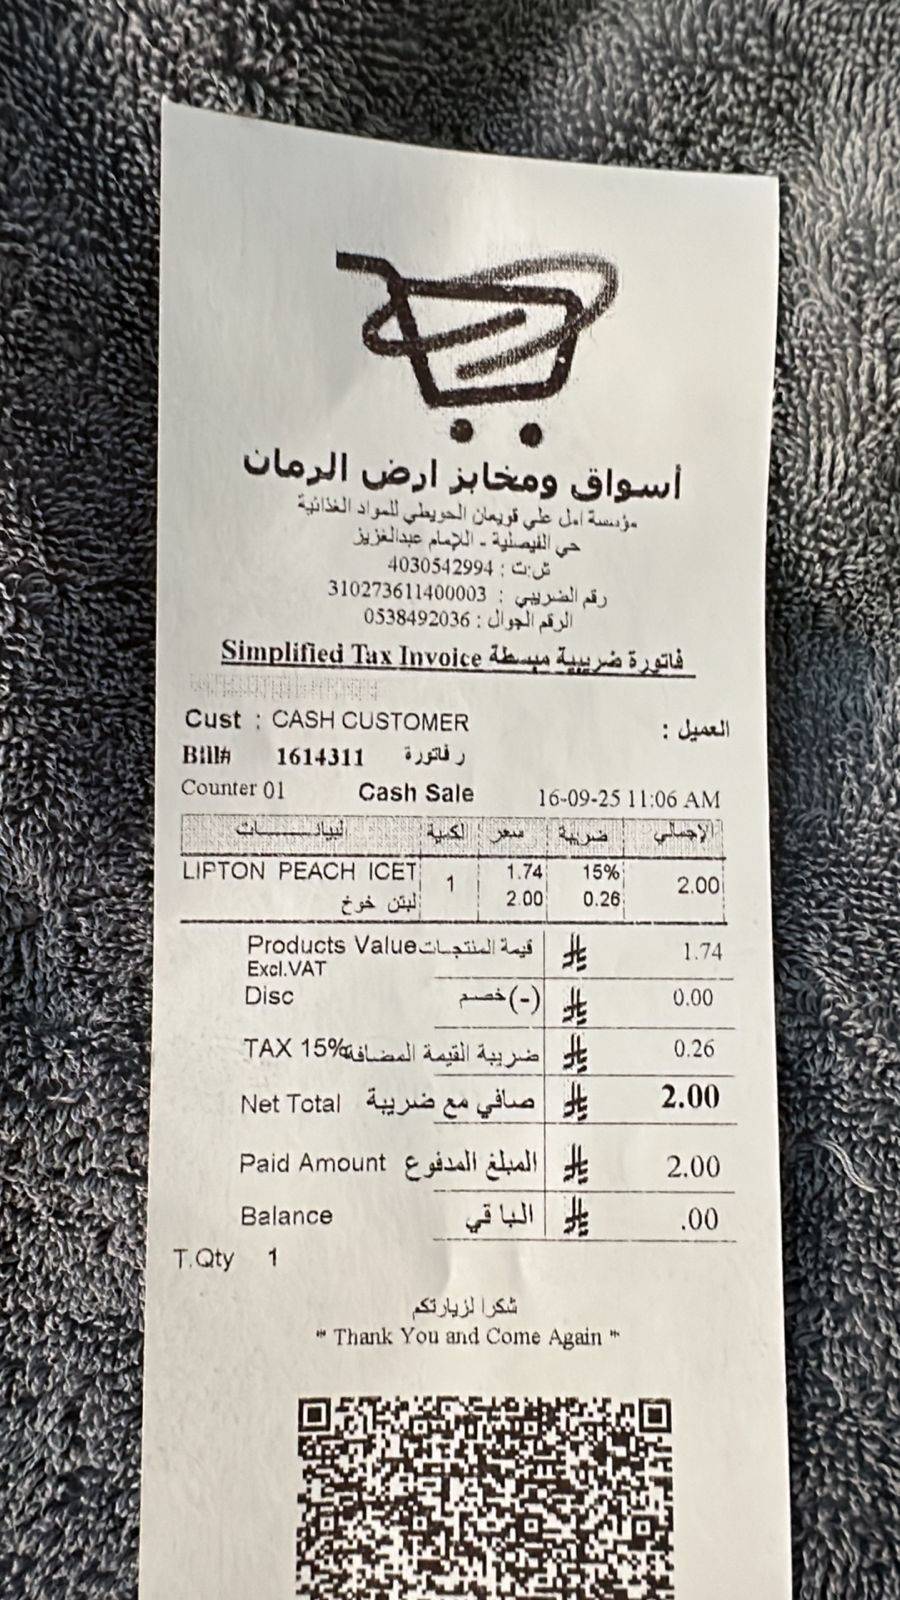 أسواق ومخابز ارض الرمان
مؤسسة امل علي قويعان الحويطي للمواد الغذائية
حي الفيصلية - اللإمام عبدالعزيز
س:ت : 4030542994
رقم الضريبي : 310273611400003
الرقم الجوال : 0538492036
Simplified Tax Invoice فاتورة ضريبية مبسطة
Cust : CASH CUSTOMER العميل :
Bill# 1614311 ر فاتورة
Counter 01 Cash Sale 16-09-25 11:06 AM
البيانـــــــات الكمية سعر ضريبة الإجمالي
LIPTON PEACH ICET 1 1.74 15% 2.00
لبتن خوخ 2.00 0.26
Products Value قيمة المنتجـات 1.74
Excl.VAT
Disc خصم(-) 0.00
TAX 15% ضريبة القيمة المضافة 0.26
Net Total صافي مع ضريبة 2.00
Paid Amount المبلغ المدفوع 2.00
Balance الباقي .00
T.Qty 1
شكرا لزيارتكم
" Thank You and Come Again "